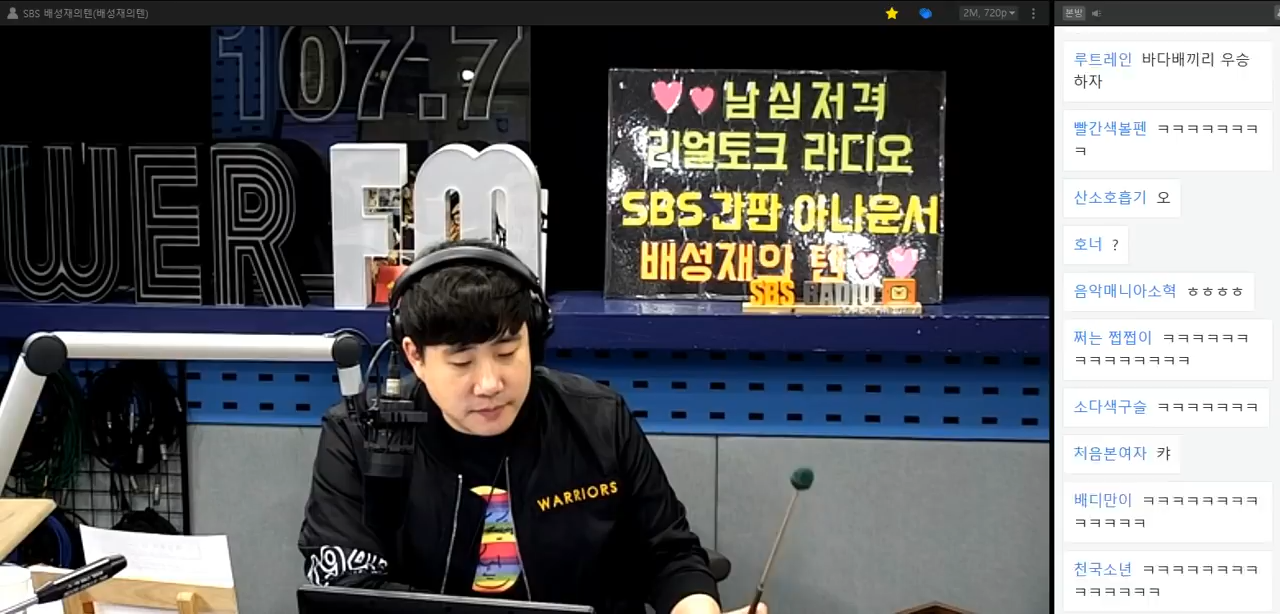 SBS 배성재의텐(배성재의텐)
2M, 720p
본방
107.7
WER FM
남심저격
리얼토크 라디오
SBS 간판 아나운서
배성재의 텐
SBS RADIO
WARRIORS
루트레인 바다배끼리 우승
하자
빨간색볼펜 ㅋㅋㅋㅋㅋㅋㅋ
ㅋ
산소호흡기 오
호너 ?
음악매니아소혁 ㅎㅎㅎㅎ
쩌는 쩝쩝이 ㅋㅋㅋㅋㅋㅋ
ㅋㅋㅋㅋㅋㅋㅋㅋ
소다색구슬 ㅋㅋㅋㅋㅋㅋㅋ
처음본여자 캬
배디만이 ㅋㅋㅋㅋㅋㅋㅋㅋ
ㅋㅋㅋㅋㅋ
천국소년 ㅋㅋㅋㅋㅋㅋㅋㅋ
ㅋㅋㅋㅋㅋㅋ